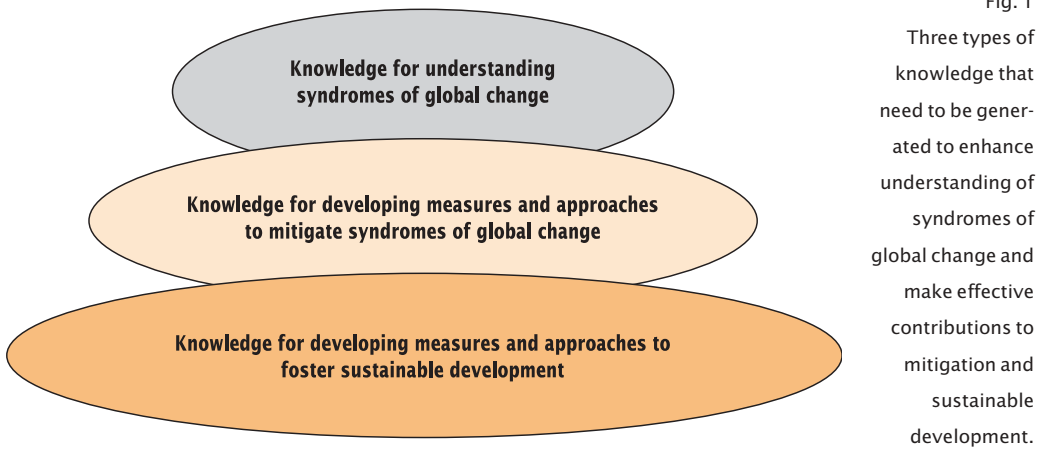 Knowledge for understanding
syndromes of global change
Knowledge for developing measures and approaches
to mitigate syndromes of global change
Knowledge for developing measures and approaches to
foster sustainable development
Fig. 1
Three types of
knowledge that
need to be gener-
ated to enhance
understanding of
syndromes of
global change and
make effective
contributions to
mitigation and
sustainable
development.